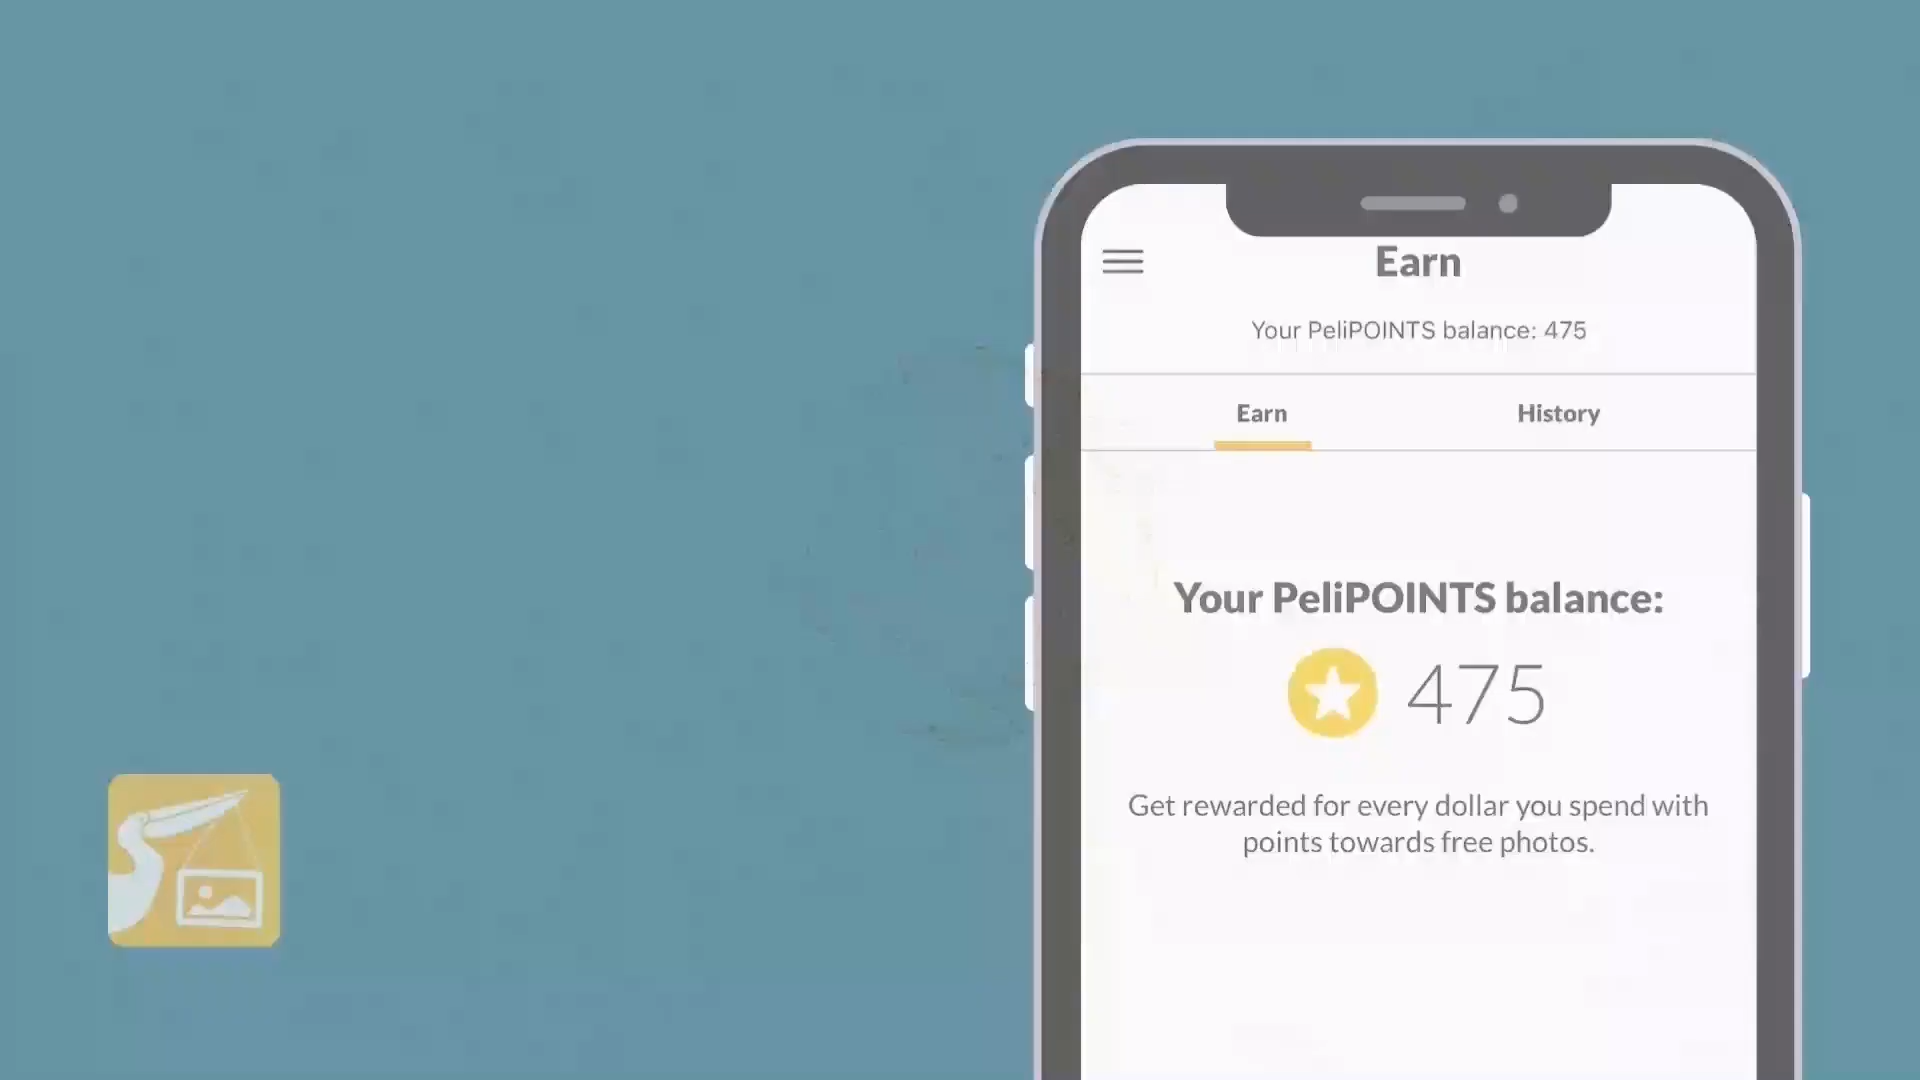 Earn
Your PeliPOINTS balance: 475
Earn
History
Your PeliPOINTS balance:
475
Get rewarded for every dollar you spend with
points towards free photos.